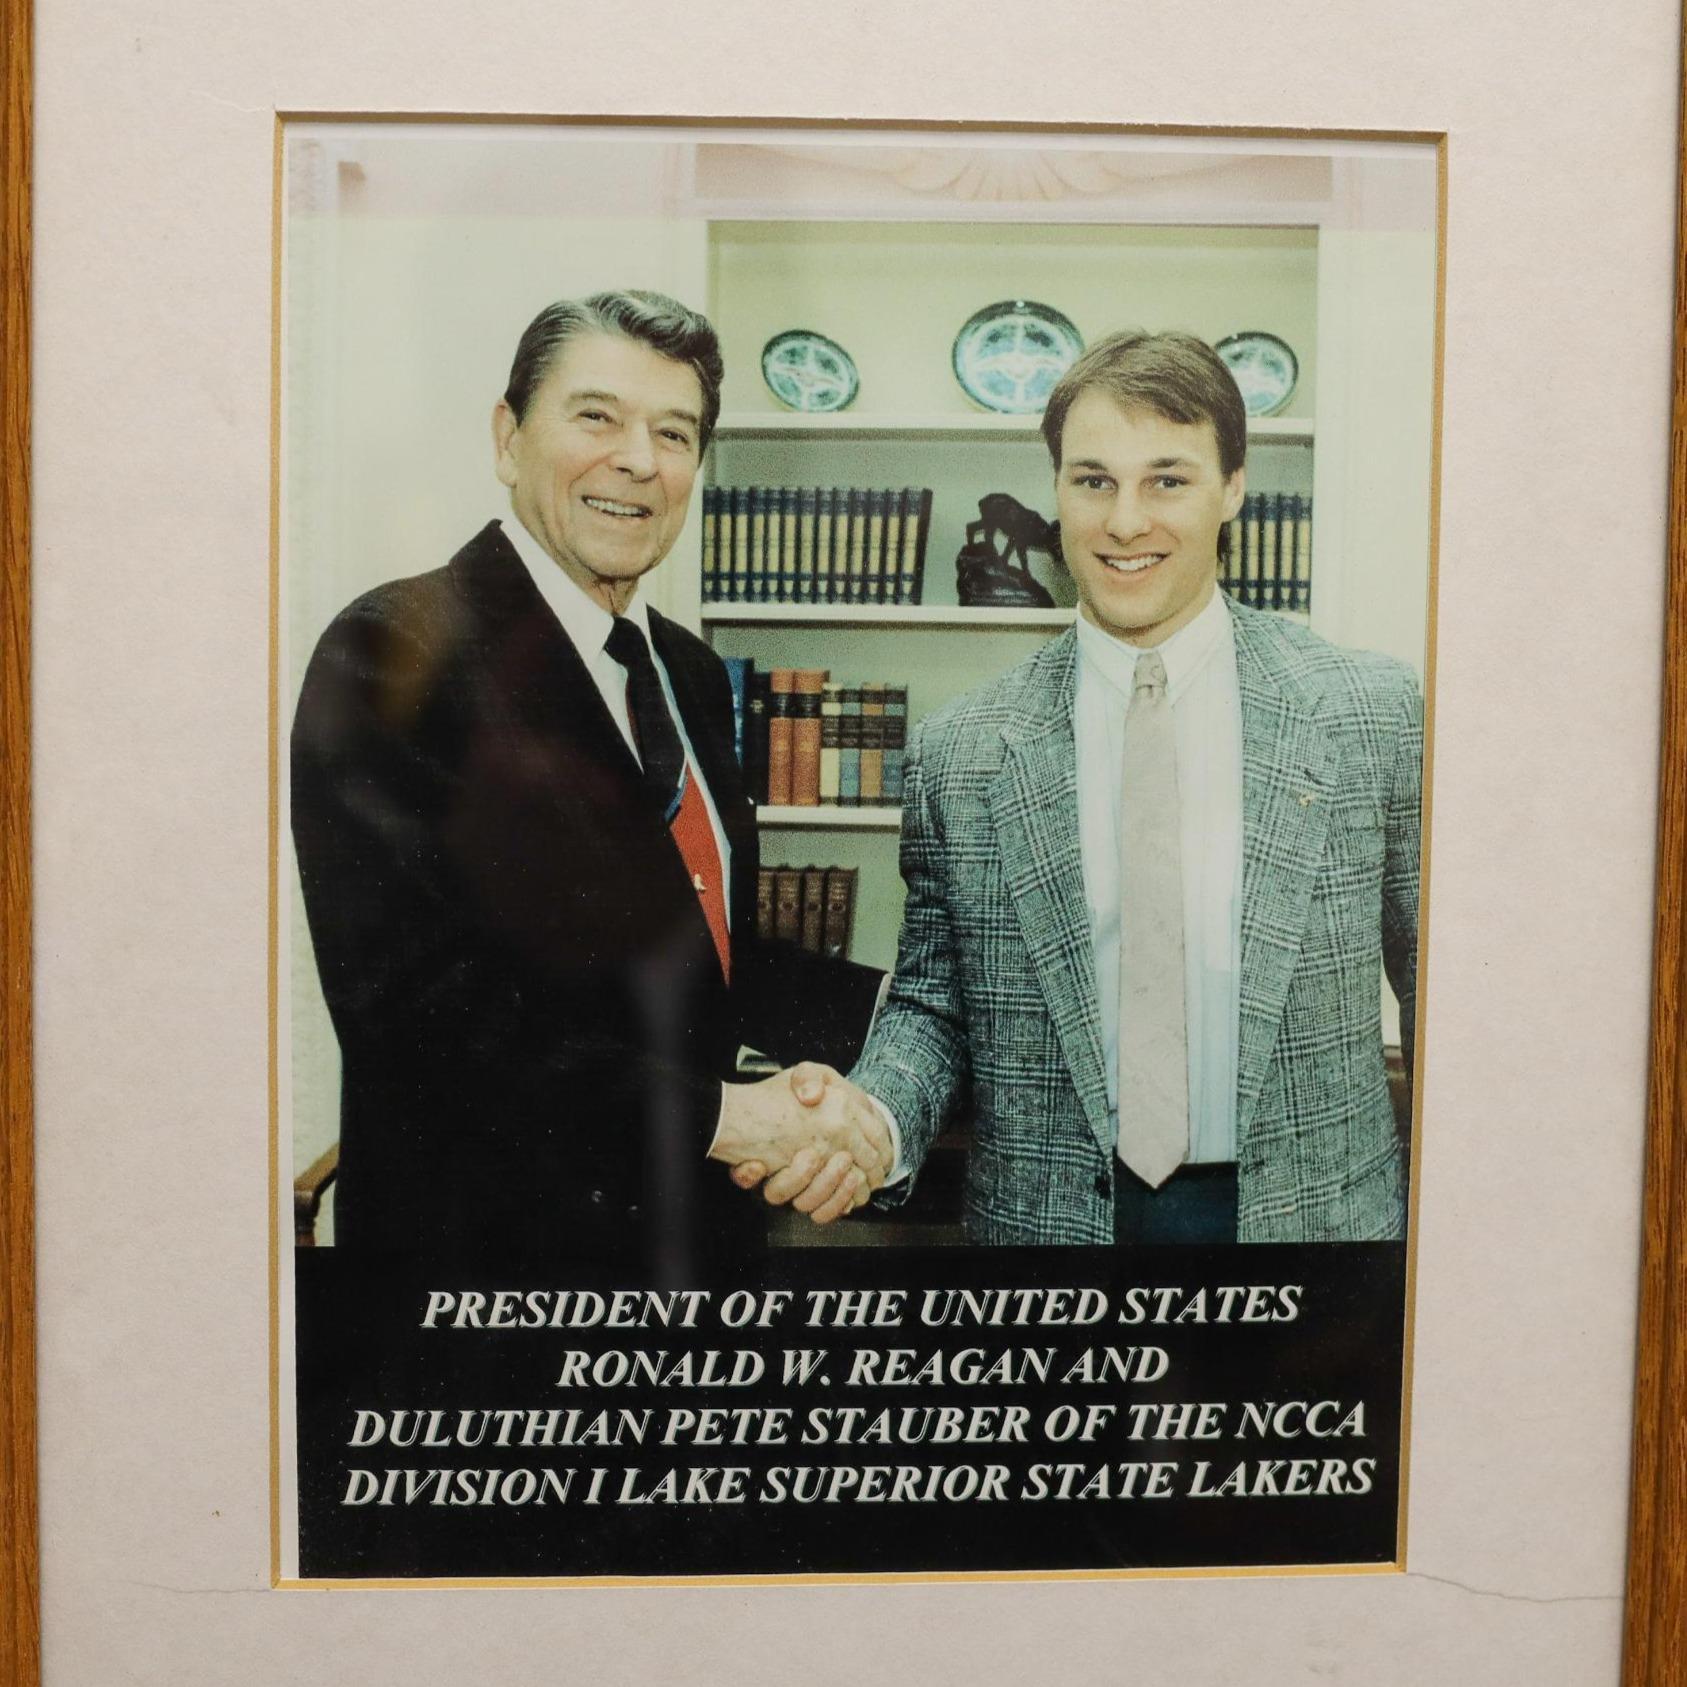 PRESIDENT OF THE UNITED STATES
RONALD W. REAGAN AND
DULUTHIAN PETE STAUBER OF THE NCCA
DIVISION I LAKE SUPERIOR STATE LAKERS